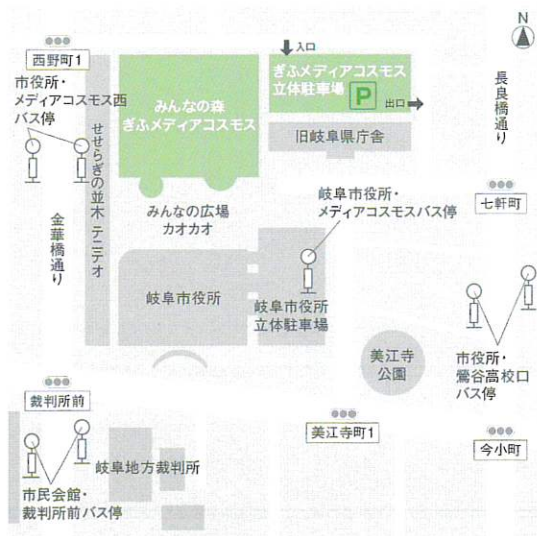 N
西野町1
市役所・
メディアコスモス西
バス停
せせらぎの並木 テニテオ
金華橋通り
みんなの森
ぎふメディアコスモス
入口
ぎふメディアコスモス
立体駐車場
P
出口
旧岐阜県庁舎
長良橋通り
七軒町
みんなの広場
カオカオ
岐阜市役所・
メディアコスモスバス停
岐阜市役所
岐阜市役所
立体駐車場
美江寺
公園
市役所・
鶯谷高校口
バス停
裁判所前
美江寺町1
今小町
岐阜地方裁判所
市民会館・
裁判所前バス停